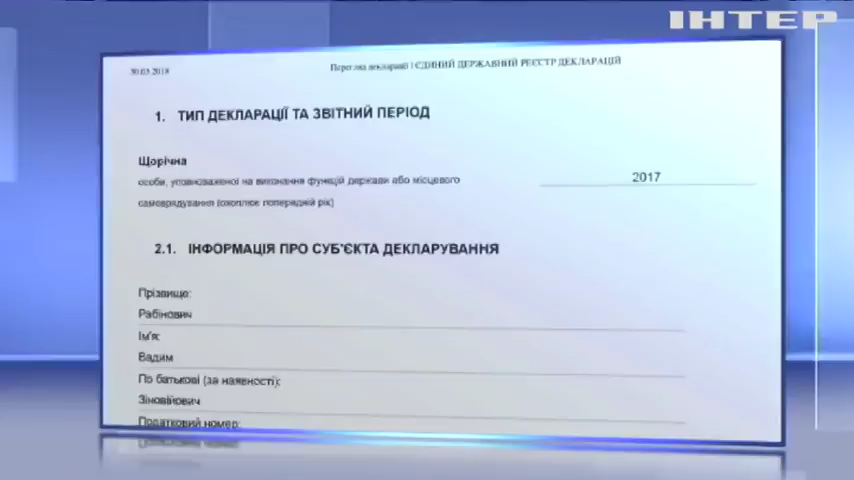 ІНТЕР
30.03.2018
Перегляд декларації | ЄДИНИЙ ДЕРЖАВНИЙ РЕЄСТР ДЕКЛАРАЦІЙ
1. ТИП ДЕКЛАРАЦІЇ ТА ЗВІТНИЙ ПЕРІОД
Щорічна
особи, уповноваженої на виконання функцій держави або місцевого
2017
самоврядування (охоплює попередній рік)
2.1. ІНФОРМАЦІЯ ПРО СУБ'ЄКТА ДЕКЛАРУВАННЯ
Прізвище:
Рабінович
Ім'я:
Вадим
По батькові (за наявності):
Зіновійович
Податковий номер: